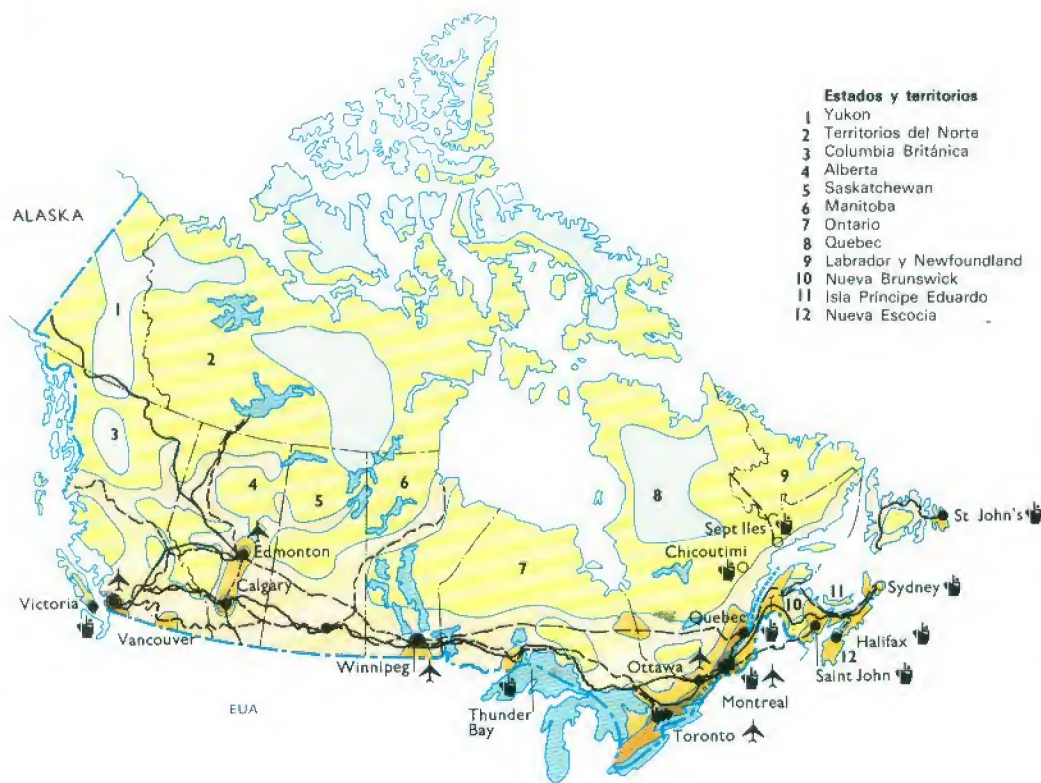 Estados y territorios
1 Yukon
2 Territorios del Norte
3 Columbia Británica
4 Alberta
5 Saskatchewan
6 Manitoba
7 Ontario
8 Quebec
9 Labrador y Newfoundland
10 Nueva Brunswick
11 Isla Príncipe Eduardo
12 Nueva Escocia
ALASKA
1
2
3
4
5
6
7
8
9
Sept Iles
St John's
Chicoutimi
Edmonton
Calgary
Victoria
Vancouver
Winnipeg
Thunder
Bay
Quebec
10
11
Sydney
Halifax
12
Saint John
Ottawa
Montreal
Toronto
EUA